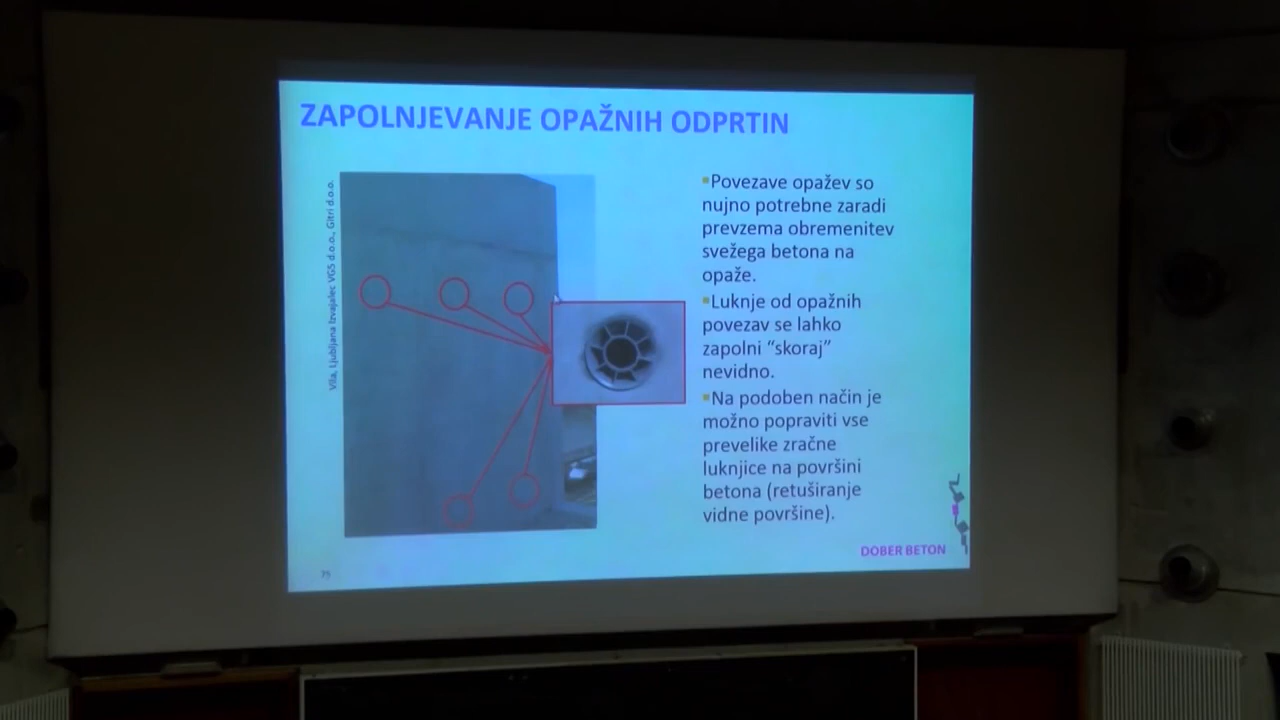 ZAPOLNJEVANJE OPAŽNIH ODPRTIN
Vila, Ljubljana Izvajalec VGS d.o.o., Gitri d.o.o.
Povezave opažev so
nujno potrebne zaradi
prevzema obremenitev
svežega betona na
opaže.
Luknje od opažnih
povezav se lahko
zapolni “skoraj”
nevidno.
Na podoben način je
možno popraviti vse
prevelike zračne
luknjice na površini
betona (retuširanje
vidne površine).
DOBER BETON
75